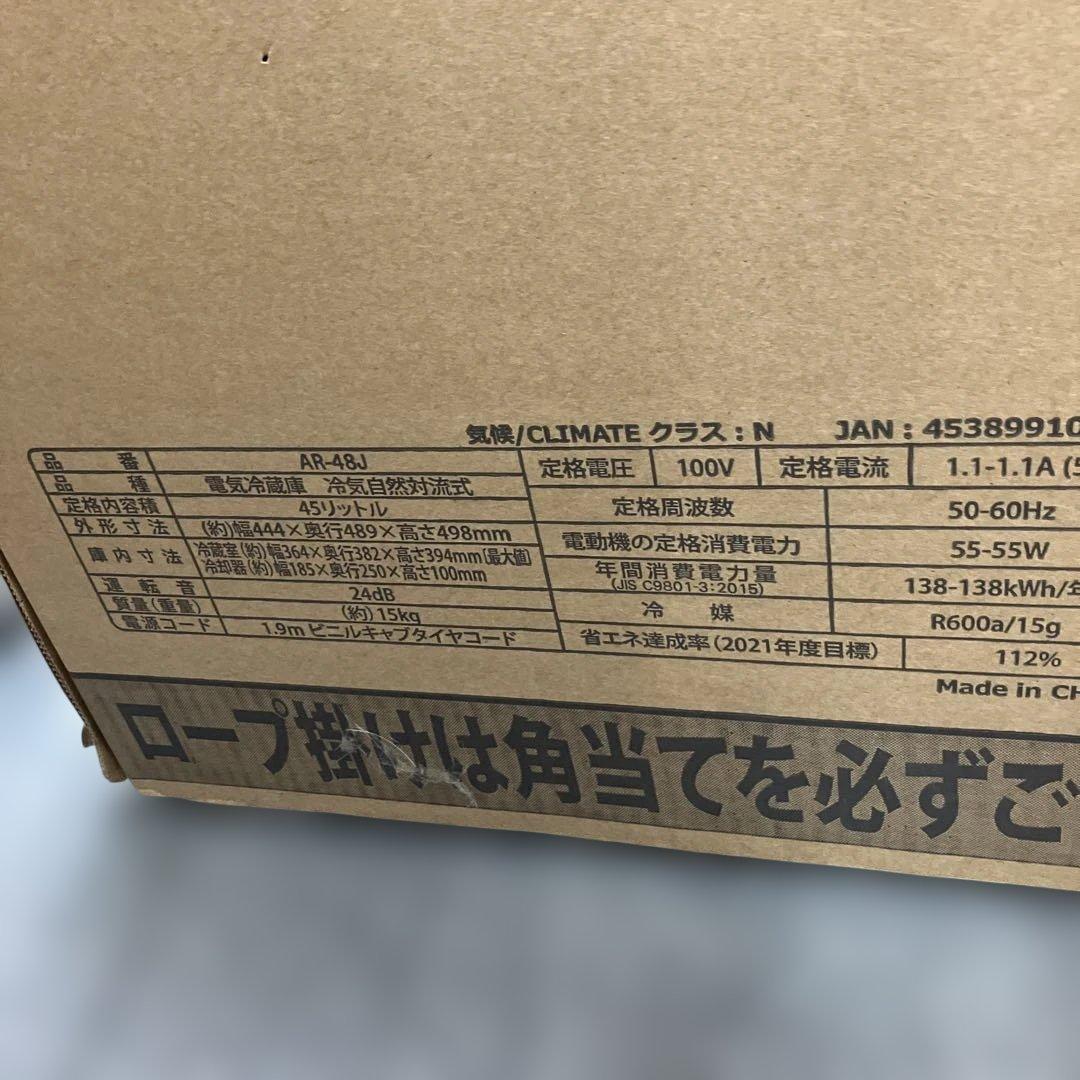 気候/CLIMATE クラス : N JAN : 45389910
品番 AR-48J
品種 電気冷蔵庫 冷気自然対流式
定格内容積 45リットル
外形寸法 (約)幅444×奥行489×高さ498mm
庫内寸法 冷蔵室(約)幅364×奥行382×高さ394mm(最大値)
冷却器(約)幅185×奥行250×高さ100mm
運転音 24dB
質量(重量) (約)15kg
電源コード 1.9m ビニルキャブタイヤコード
定格電圧 100V 定格電流 1.1-1.1A (5
定格周波数 50-60Hz
電動機の定格消費電力 55-55W
年間消費電力量 138-138kWh/年
(JIS C9801-3:2015)
冷媒 R600a/15g
省エネ達成率(2021年度目標) 112%
Made in CH
ロープ掛けは角当てを必ずご